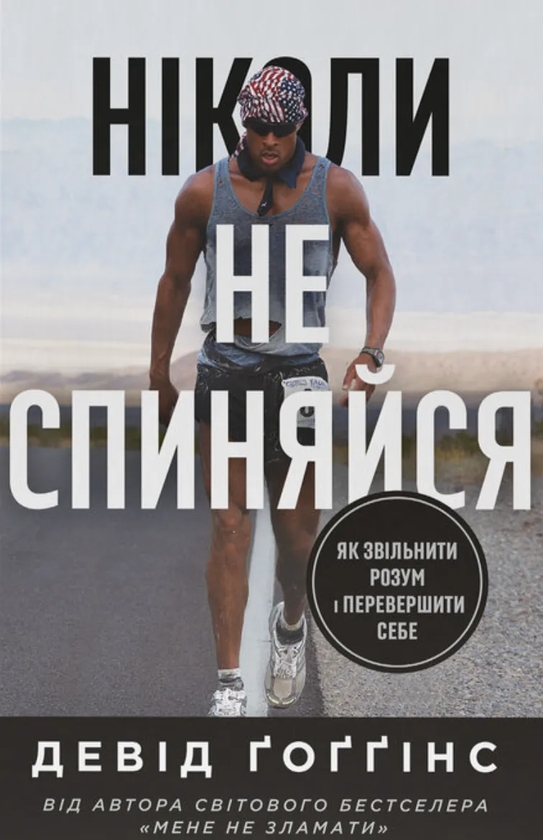 НІКОЛИ
НЕ
СПИНЯЙСЯ
ЯК ЗВІЛЬНИТИ
РОЗУМ
І ПЕРЕВЕРШИТИ
СЕБЕ
ДЕВІД ҐОҐҐІНС
ВІД АВТОРА СВІТОВОГО БЕСТСЕЛЕРА
«МЕНЕ НЕ ЗЛАМАТИ»